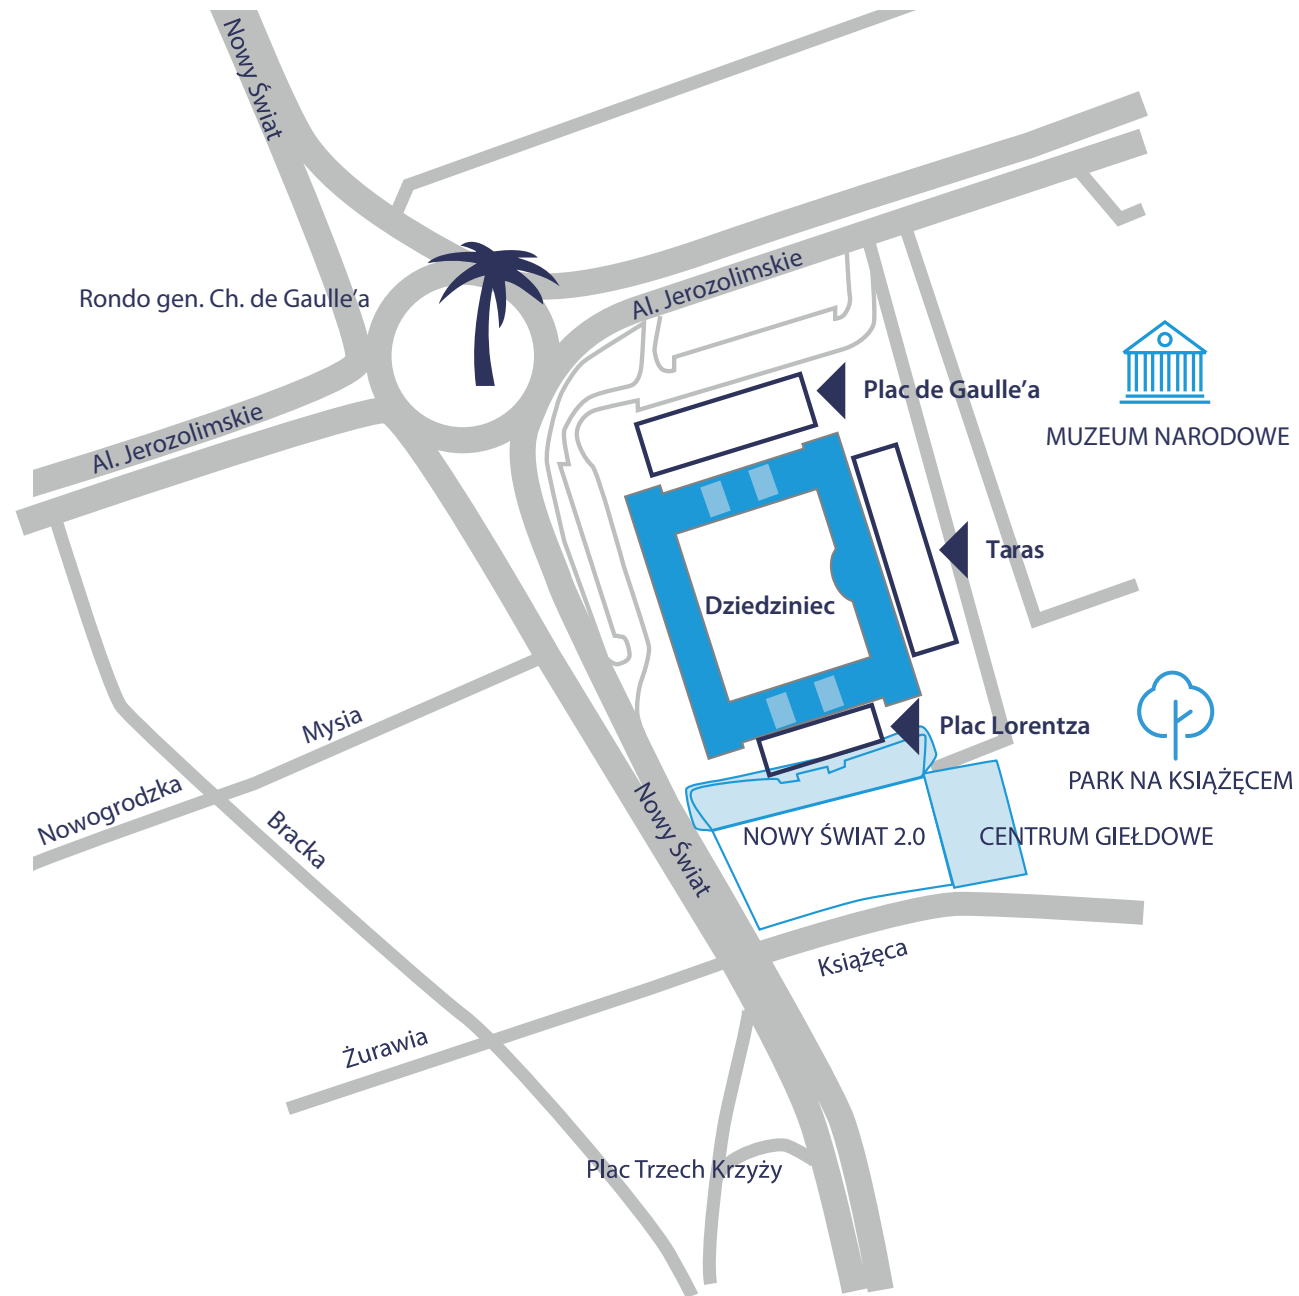 Nowy Świat
Rondo gen. Ch. de Gaulle’a
Al. Jerozolimskie
Plac de Gaulle’a
MUZEUM NARODOWE
Al. Jerozolimskie
Taras
Dziedziniec
Plac Lorentza
Mysia
PARK NA KSIĄŻĘCEM
Nowogrodzka
Bracka
Nowy Świat
NOWY ŚWIAT 2.0
CENTRUM GIEŁDOWE
Książęca
Żurawia
Plac Trzech Krzyży